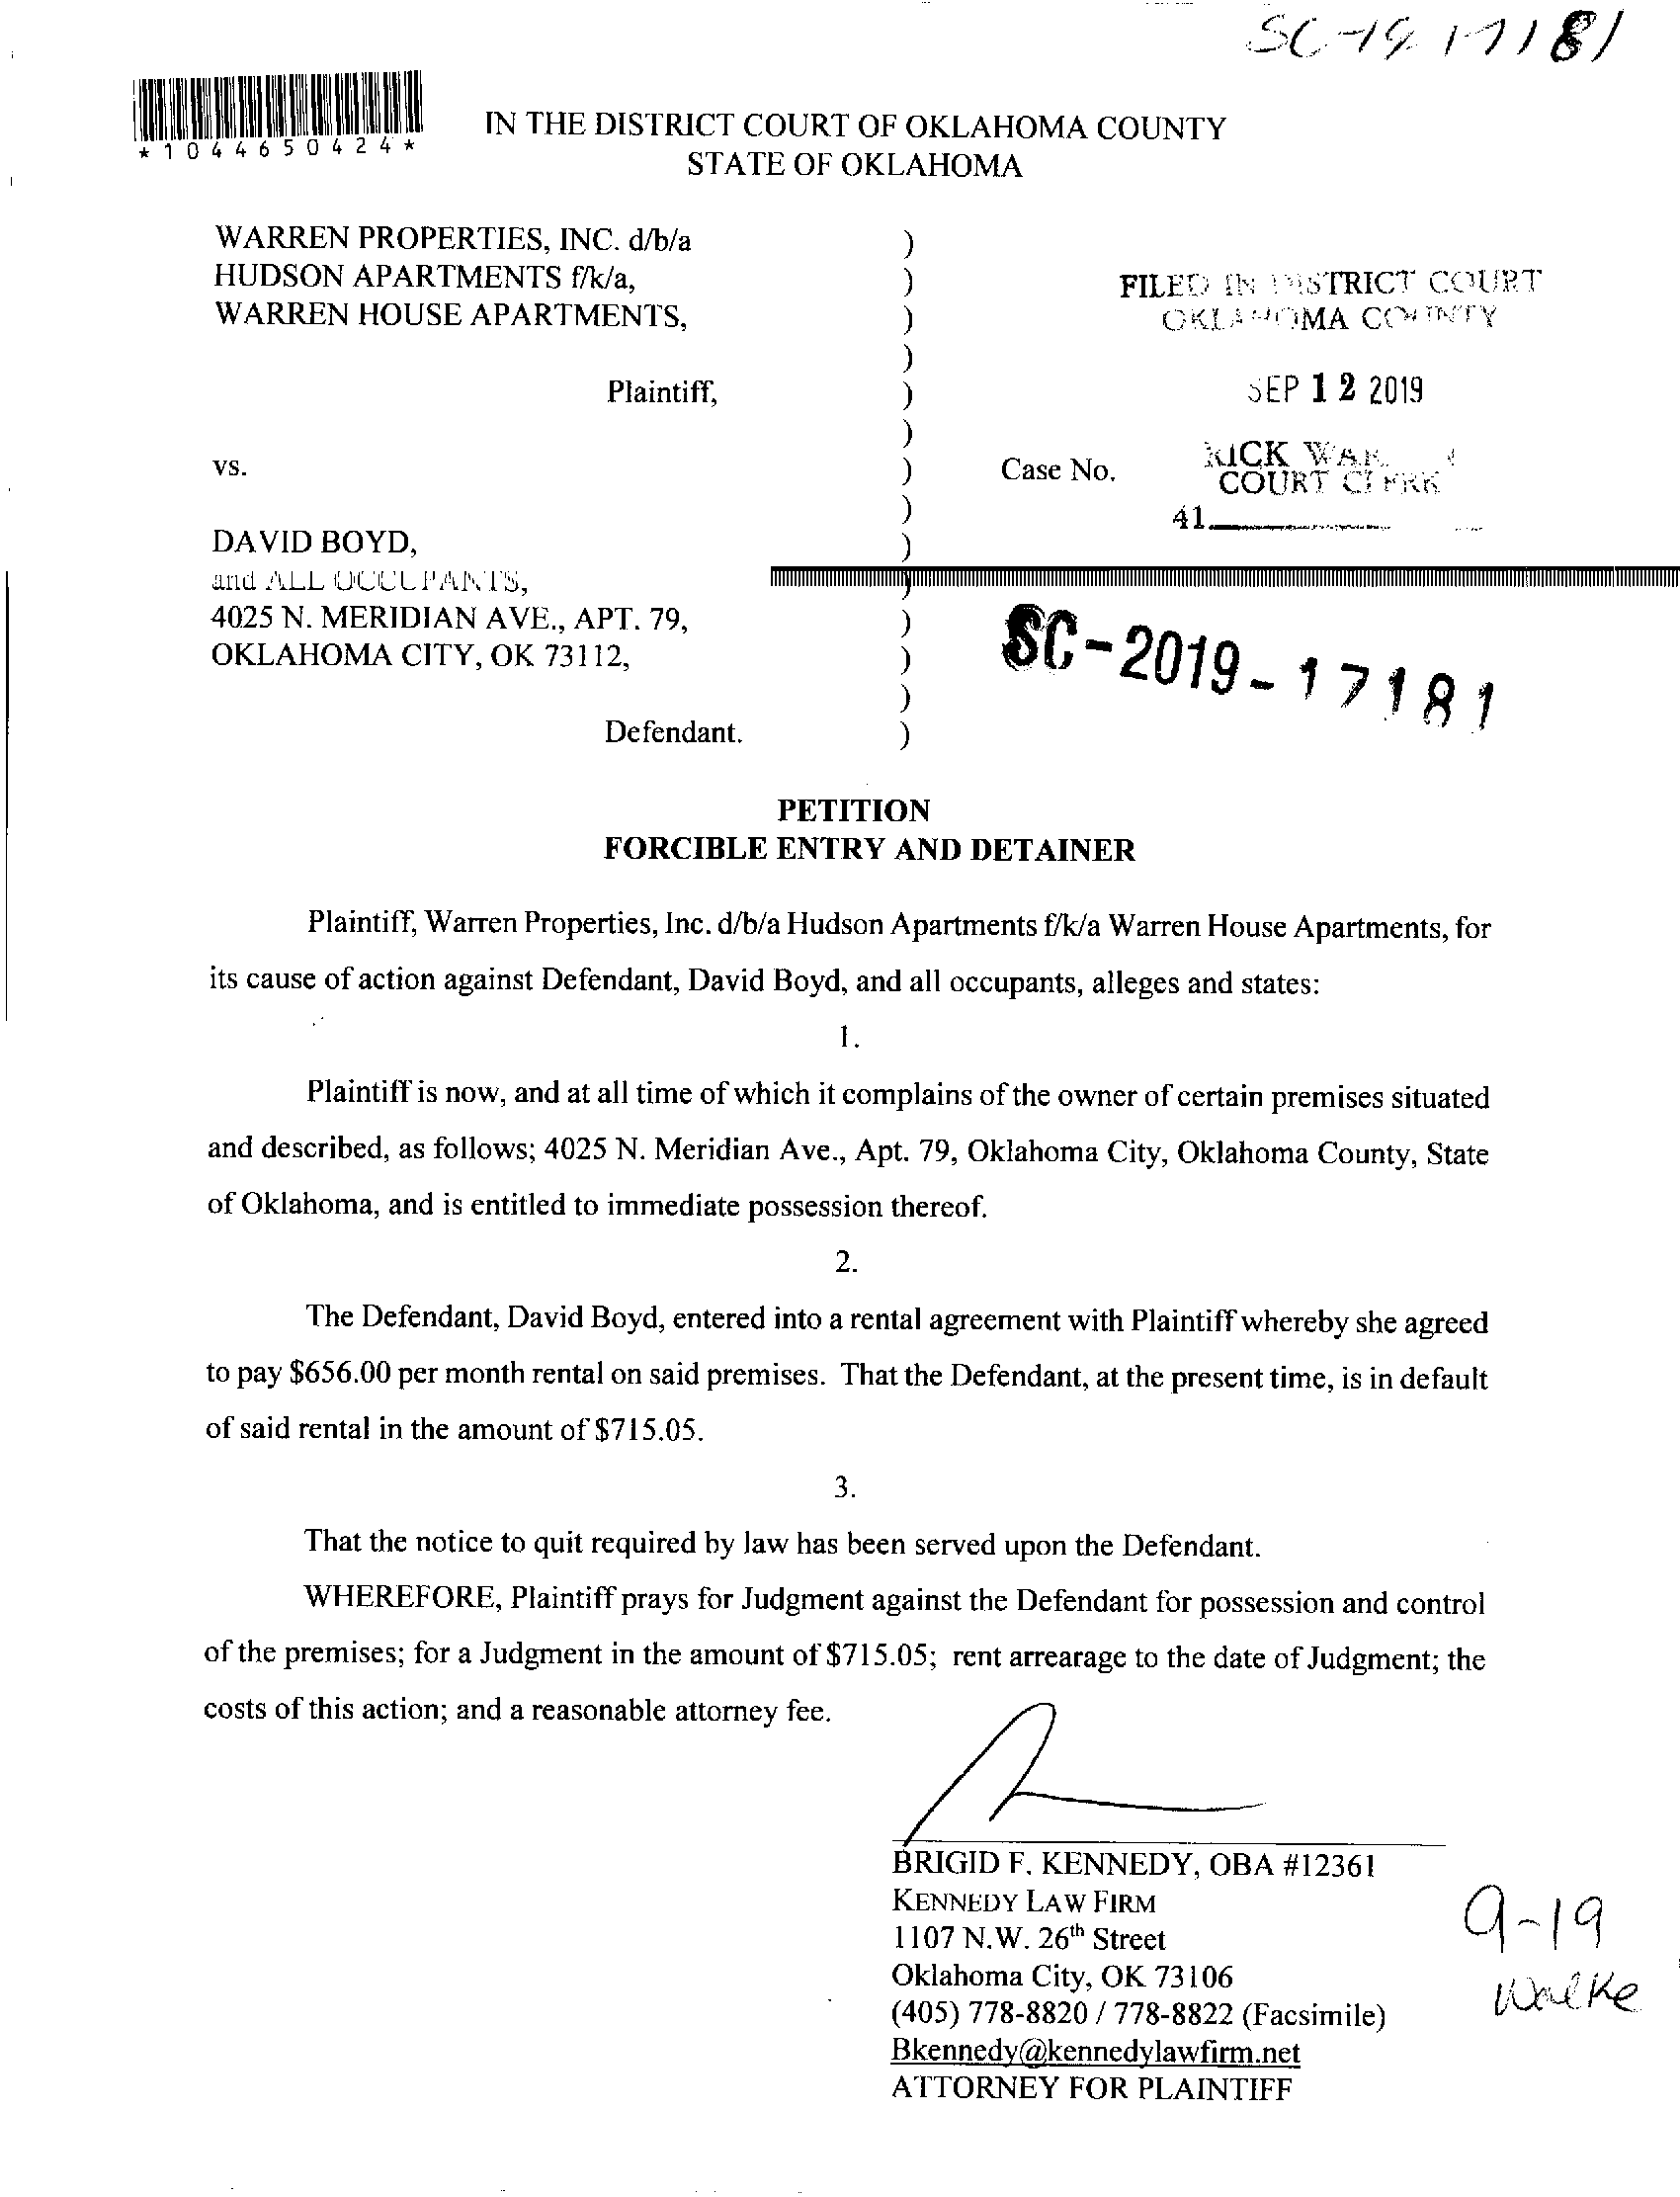 SC-19-17181
*1044650424*
IN THE DISTRICT COURT OF OKLAHOMA COUNTY
STATE OF OKLAHOMA
WARREN PROPERTIES, INC. d/b/a )
HUDSON APARTMENTS f/k/a, )
WARREN HOUSE APARTMENTS, )
)
Plaintiff, )
)
vs. ) Case No.
)
DAVID BOYD, )
and ALL OCCUPANTS, )
4025 N. MERIDIAN AVE., APT. 79, )
OKLAHOMA CITY, OK 73112, )
)
Defendant. )
FILED IN DISTRICT COURT
OKLAHOMA COUNTY
SEP 12 2019
RICK
COURT CLERK
41
SC-2019-17181
PETITION
FORCIBLE ENTRY AND DETAINER
Plaintiff, Warren Properties, Inc. d/b/a Hudson Apartments f/k/a Warren House Apartments, for
its cause of action against Defendant, David Boyd, and all occupants, alleges and states:
1.
Plaintiff is now, and at all time of which it complains of the owner of certain premises situated
and described, as follows; 4025 N. Meridian Ave., Apt. 79, Oklahoma City, Oklahoma County, State
of Oklahoma, and is entitled to immediate possession thereof.
2.
The Defendant, David Boyd, entered into a rental agreement with Plaintiff whereby she agreed
to pay $656.00 per month rental on said premises. That the Defendant, at the present time, is in default
of said rental in the amount of $715.05.
3.
That the notice to quit required by law has been served upon the Defendant.
WHEREFORE, Plaintiff prays for Judgment against the Defendant for possession and control
of the premises; for a Judgment in the amount of $715.05; rent arrearage to the date of Judgment; the
costs of this action; and a reasonable attorney fee.
BRIGID F. KENNEDY, OBA #12361
KENNEDY LAW FIRM
1107 N.W. 26th Street
Oklahoma City, OK 73106
(405) 778-8820 / 778-8822 (Facsimile)
Bkennedy@kennedylawfirm.net
ATTORNEY FOR PLAINTIFF
9-19
Walke